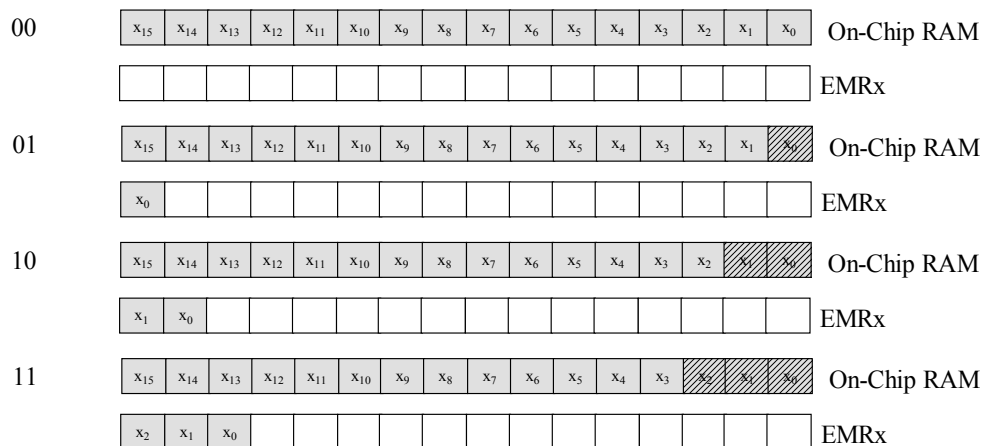 00 x₁₅ x₁₄ x₁₃ x₁₂ x₁₁ x₁₀ x₉ x₈ x₇ x₆ x₅ x₄ x₃ x₂ x₁ x₀ On-Chip RAM
EMRx
01 x₁₅ x₁₄ x₁₃ x₁₂ x₁₁ x₁₀ x₉ x₈ x₇ x₆ x₅ x₄ x₃ x₂ x₁ x₀ On-Chip RAM
x₀ EMRx
10 x₁₅ x₁₄ x₁₃ x₁₂ x₁₁ x₁₀ x₉ x₈ x₇ x₆ x₅ x₄ x₃ x₂ x₁ x₀ On-Chip RAM
x₁ x₀ EMRx
11 x₁₅ x₁₄ x₁₃ x₁₂ x₁₁ x₁₀ x₉ x₈ x₇ x₆ x₅ x₄ x₃ x₂ x₁ x₀ On-Chip RAM
x₂ x₁ x₀ EMRx